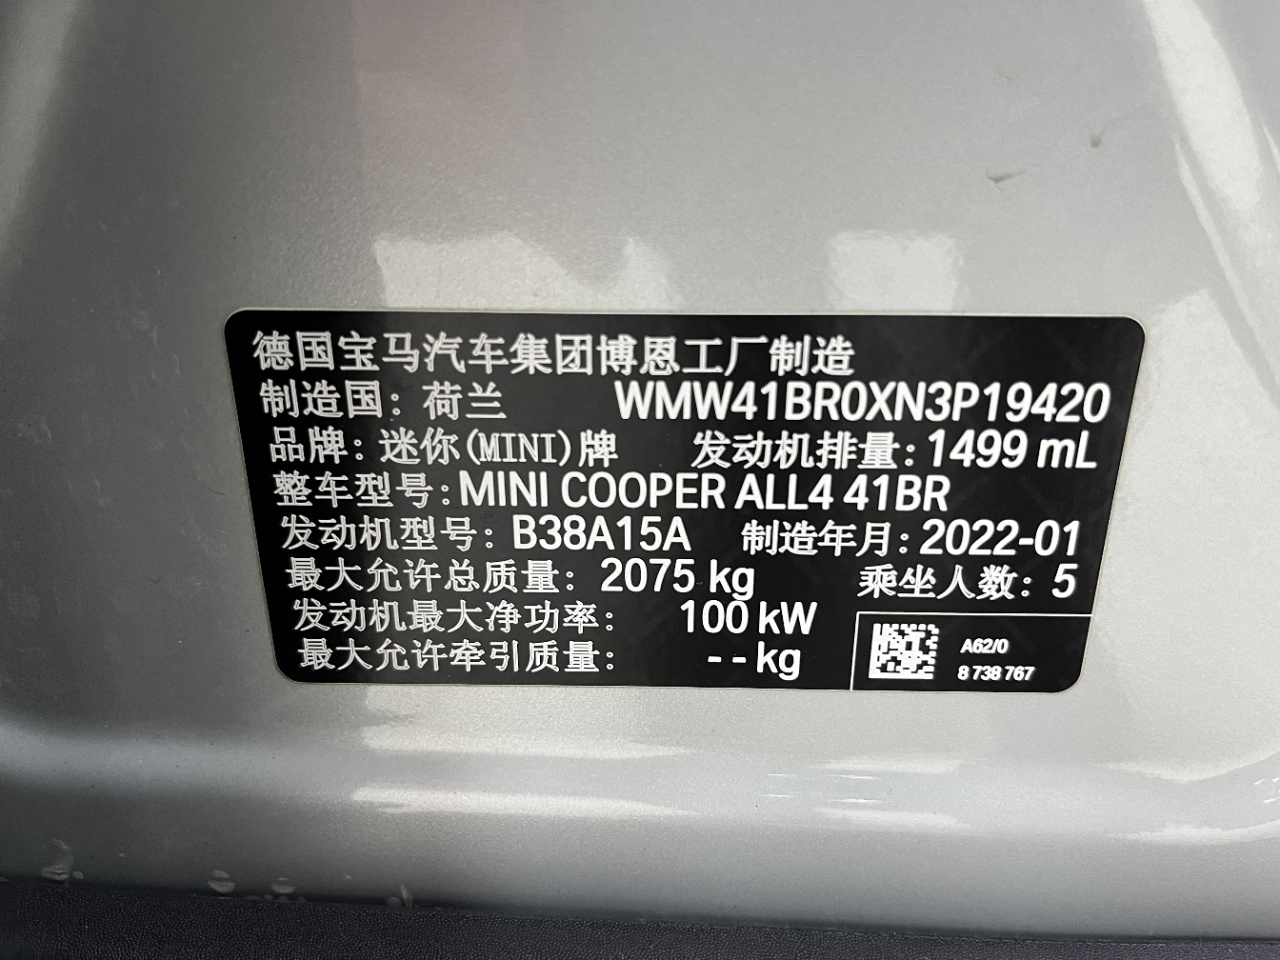 德国宝马汽车集团博恩工厂制造
制造国：荷兰 WMW41BR0XN3P19420
品牌：迷你(MINI)牌 发动机排量：1499 mL
整车型号：MINI COOPER ALL4 41BR
发动机型号：B38A15A 制造年月：2022-01
最大允许总质量：2075 kg 乘坐人数：5
发动机最大净功率：100 kW
最大允许牵引质量：--kg
A62/0
8 738 767